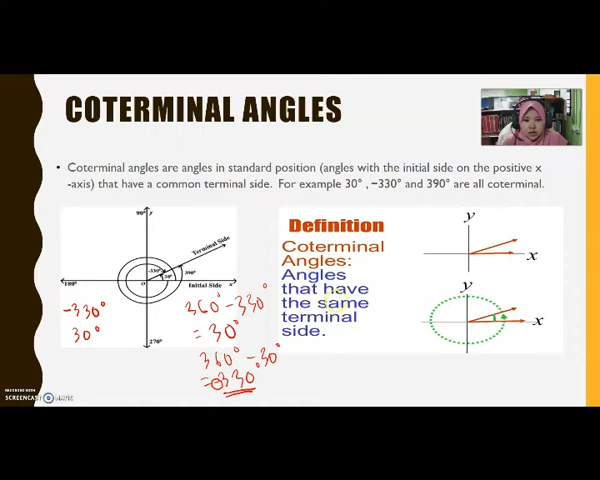 COTERMINAL ANGLES
• Coterminal angles are angles in standard position (angles with the initial side on the positive x
-axis) that have a common terminal side. For example 30°, −330° and 390° are all coterminal.
90° y
Terminal Side
-330°
30°
390°
180°
O
Initial Side
x
270°
-330°
30°
360° - 330°
= 30°
360° - 30°
= 330
Definition
Coterminal
Angles:
Angles
that have
the same
terminal
side.
y
x
y
x
SCREENCAST